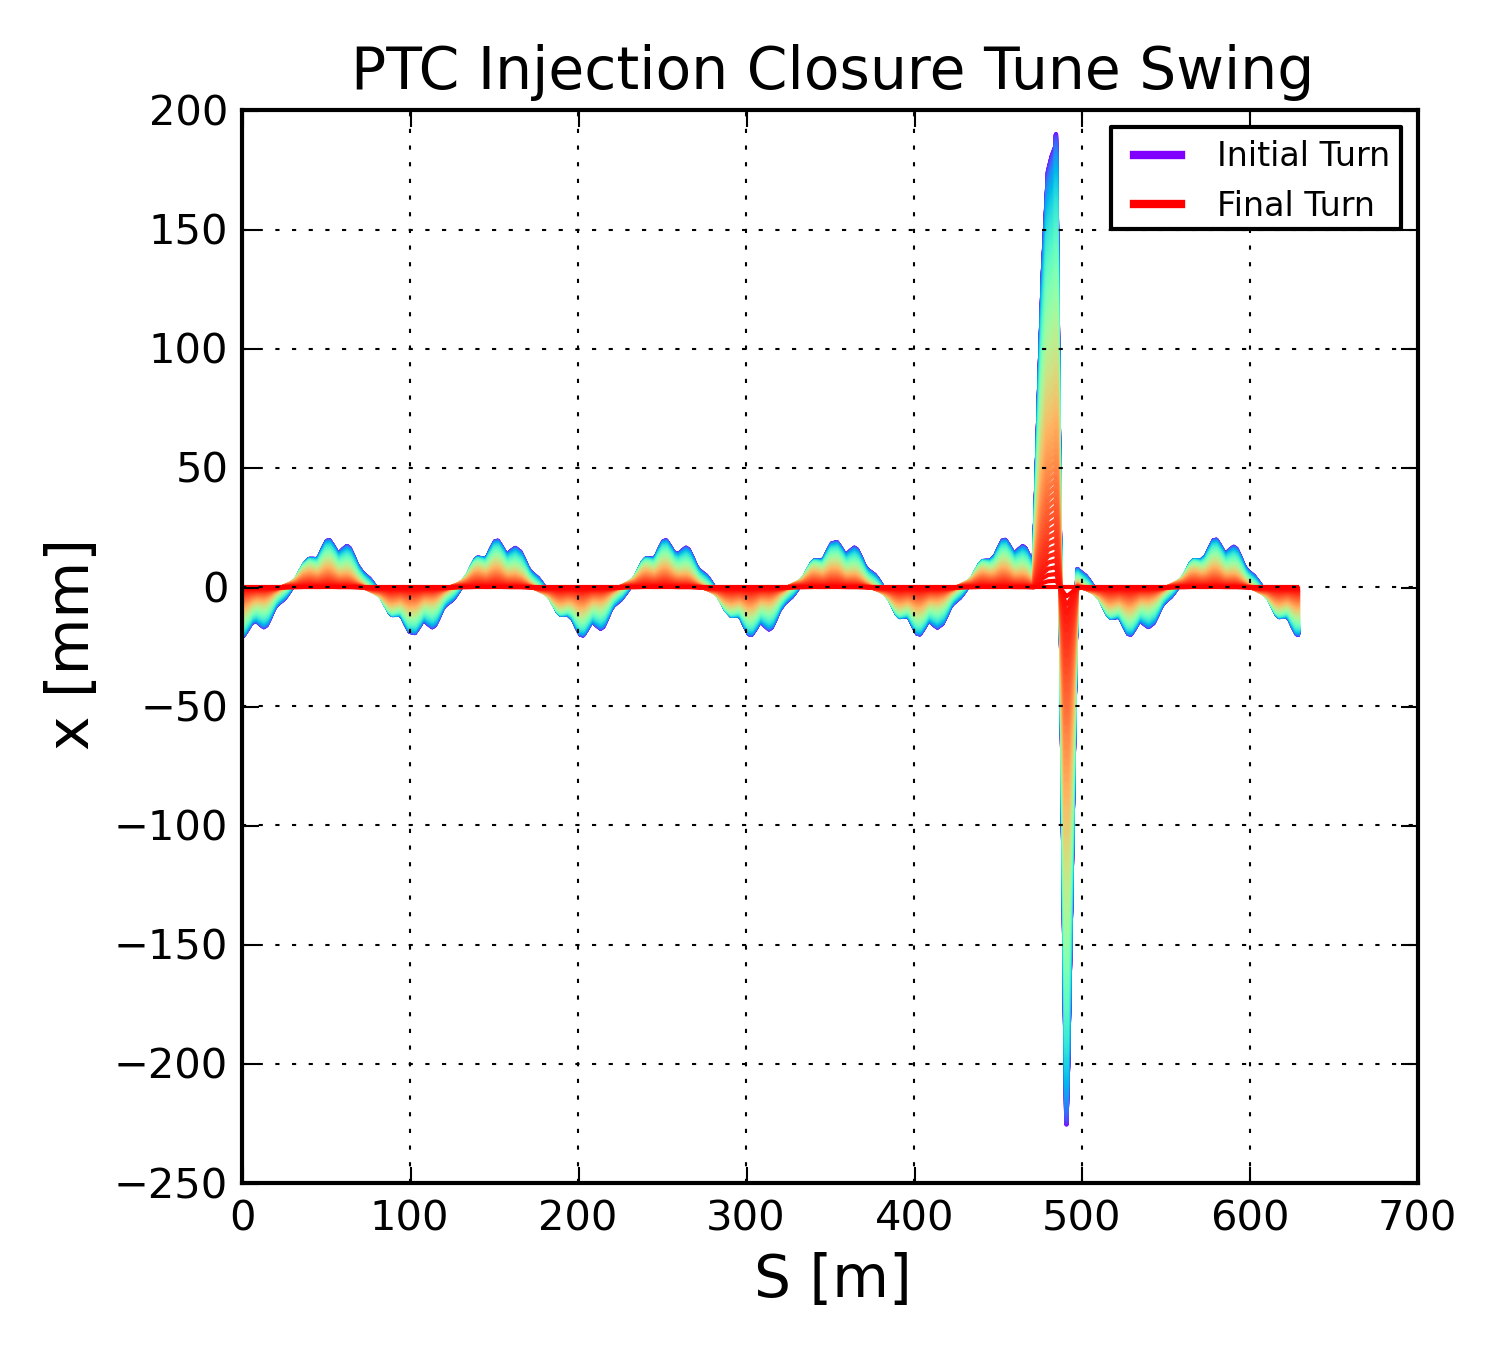 PTC Injection Closure Tune Swing
200
150
100
50
0
−50
−100
−150
−200
−250
x [mm]
Initial Turn
Final Turn
0 100 200 300 400 500 600 700
S [m]